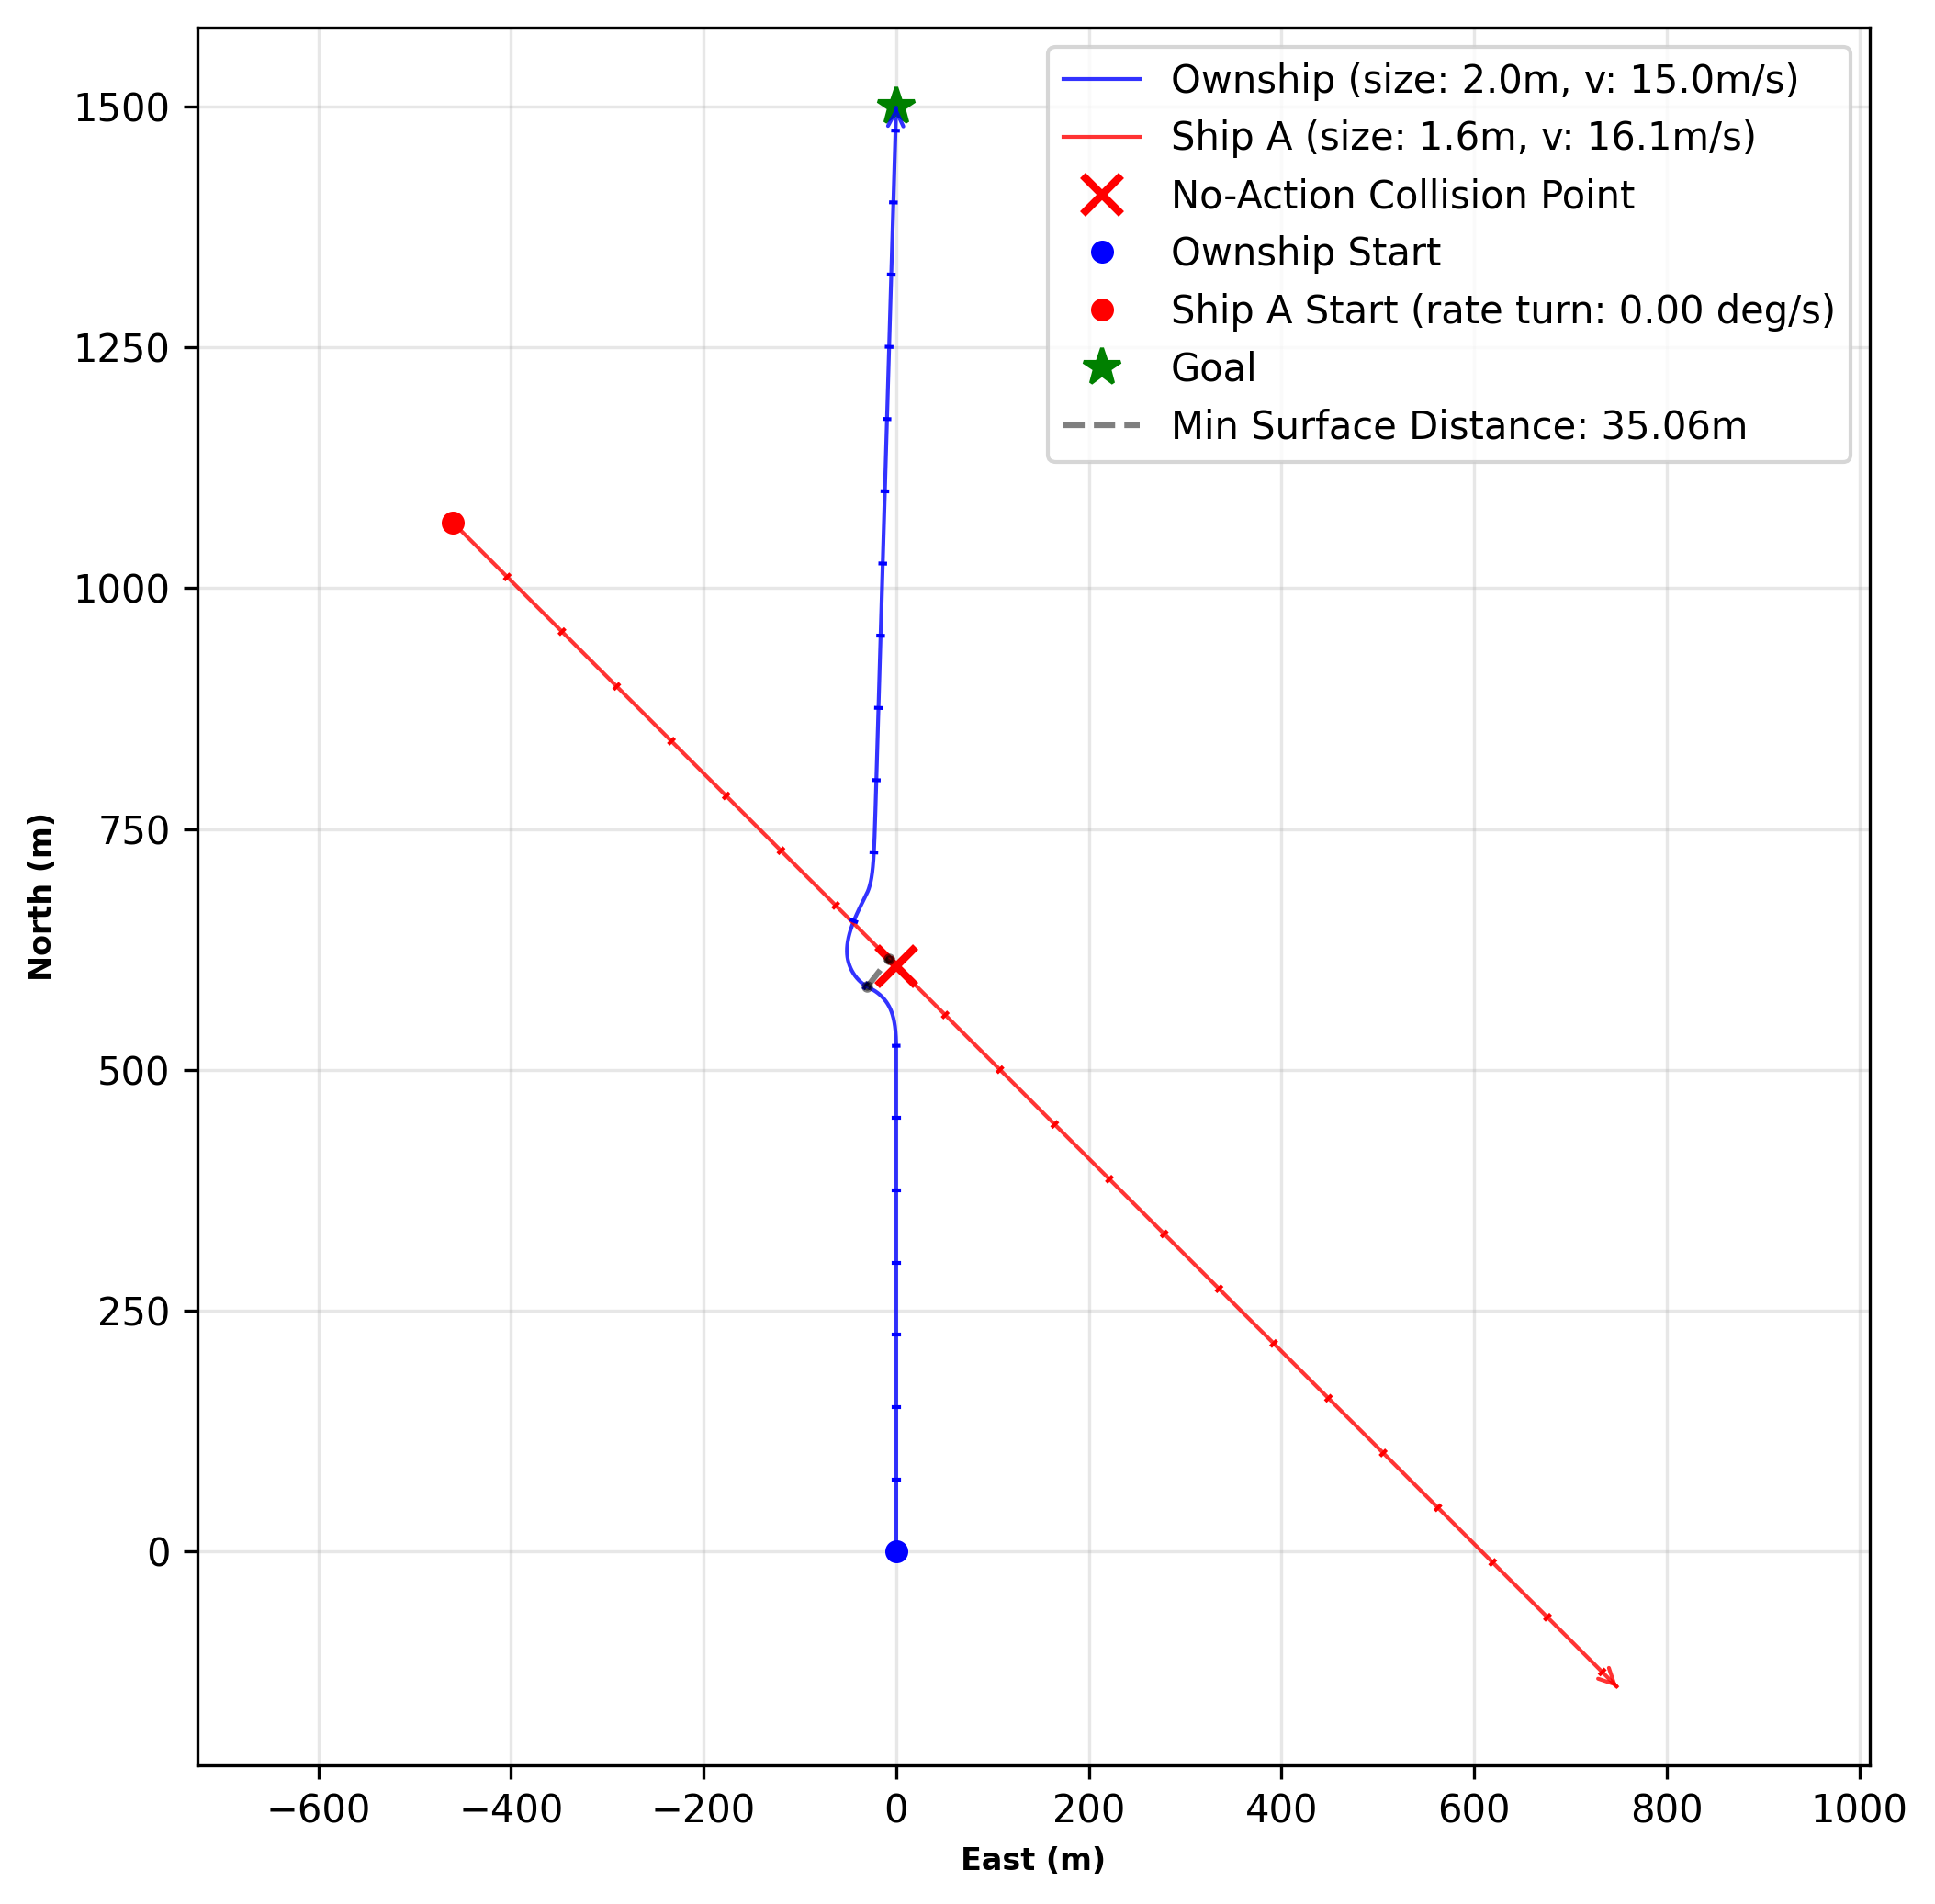 Ownship (size: 2.0m, v: 15.0m/s)
Ship A (size: 1.6m, v: 16.1m/s)
No-Action Collision Point
Ownship Start
Ship A Start (rate turn: 0.00 deg/s)
Goal
Min Surface Distance: 35.06m
1500
1250
1000
750
500
250
0
North (m)
−600
−400
−200
0
200
400
600
800
1000
East (m)